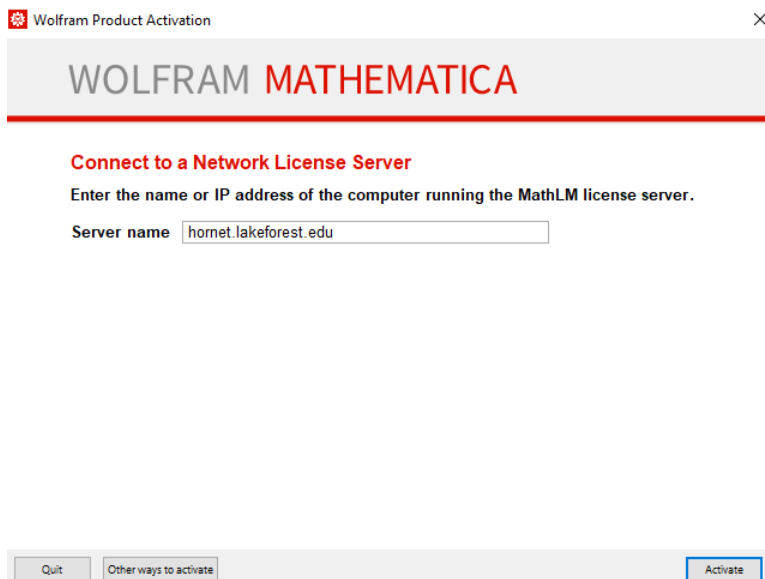 Wolfram Product Activation
WOLFRAM MATHEMATICA
Connect to a Network License Server
Enter the name or IP address of the computer running the MathLM license server.
Server name hornet.lakeforest.edu
Quit Other ways to activate Activate